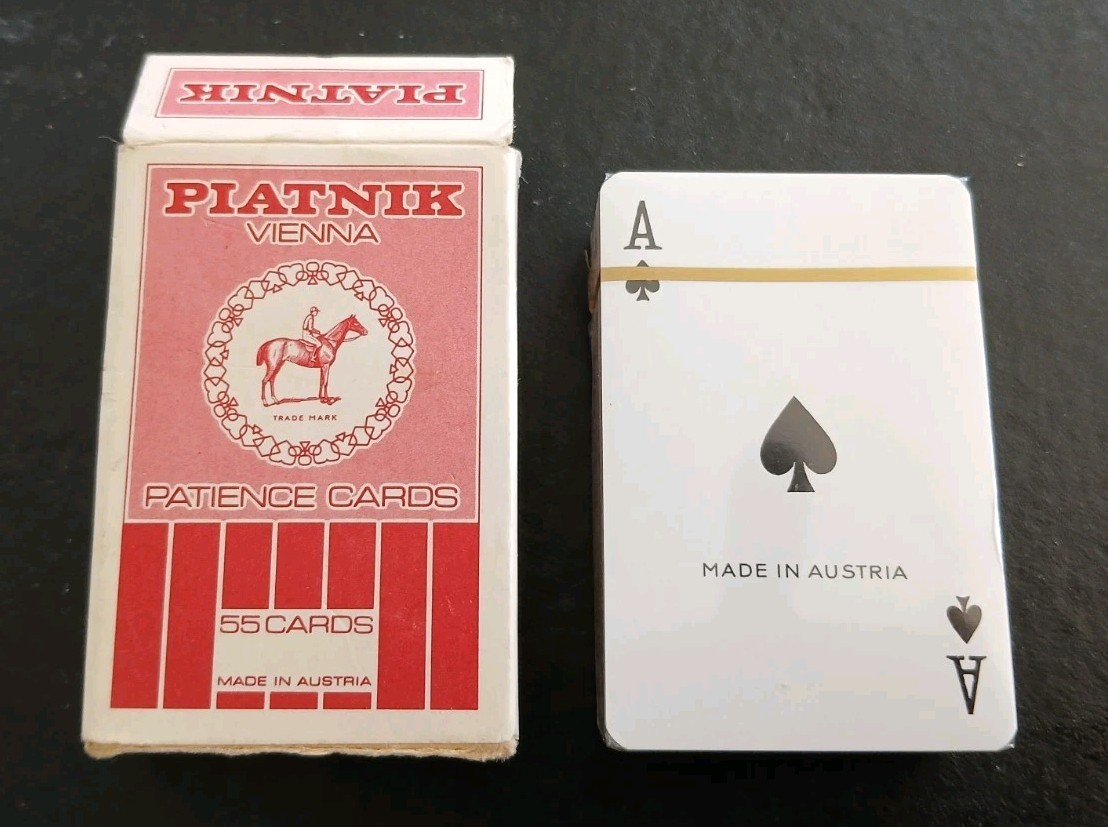 PIATNIK
PIATNIK
VIENNA
TRADE MARK
PATIENCE CARDS
55 CARDS
MADE IN AUSTRIA
A
MADE IN AUSTRIA
A